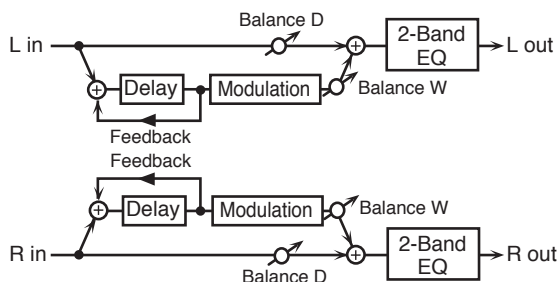 Balance D
L in
2-Band
EQ
L out
Delay
Modulation
Balance W
Feedback
Feedback
Delay
Modulation
Balance W
R in
2-Band
EQ
R out
Balance D